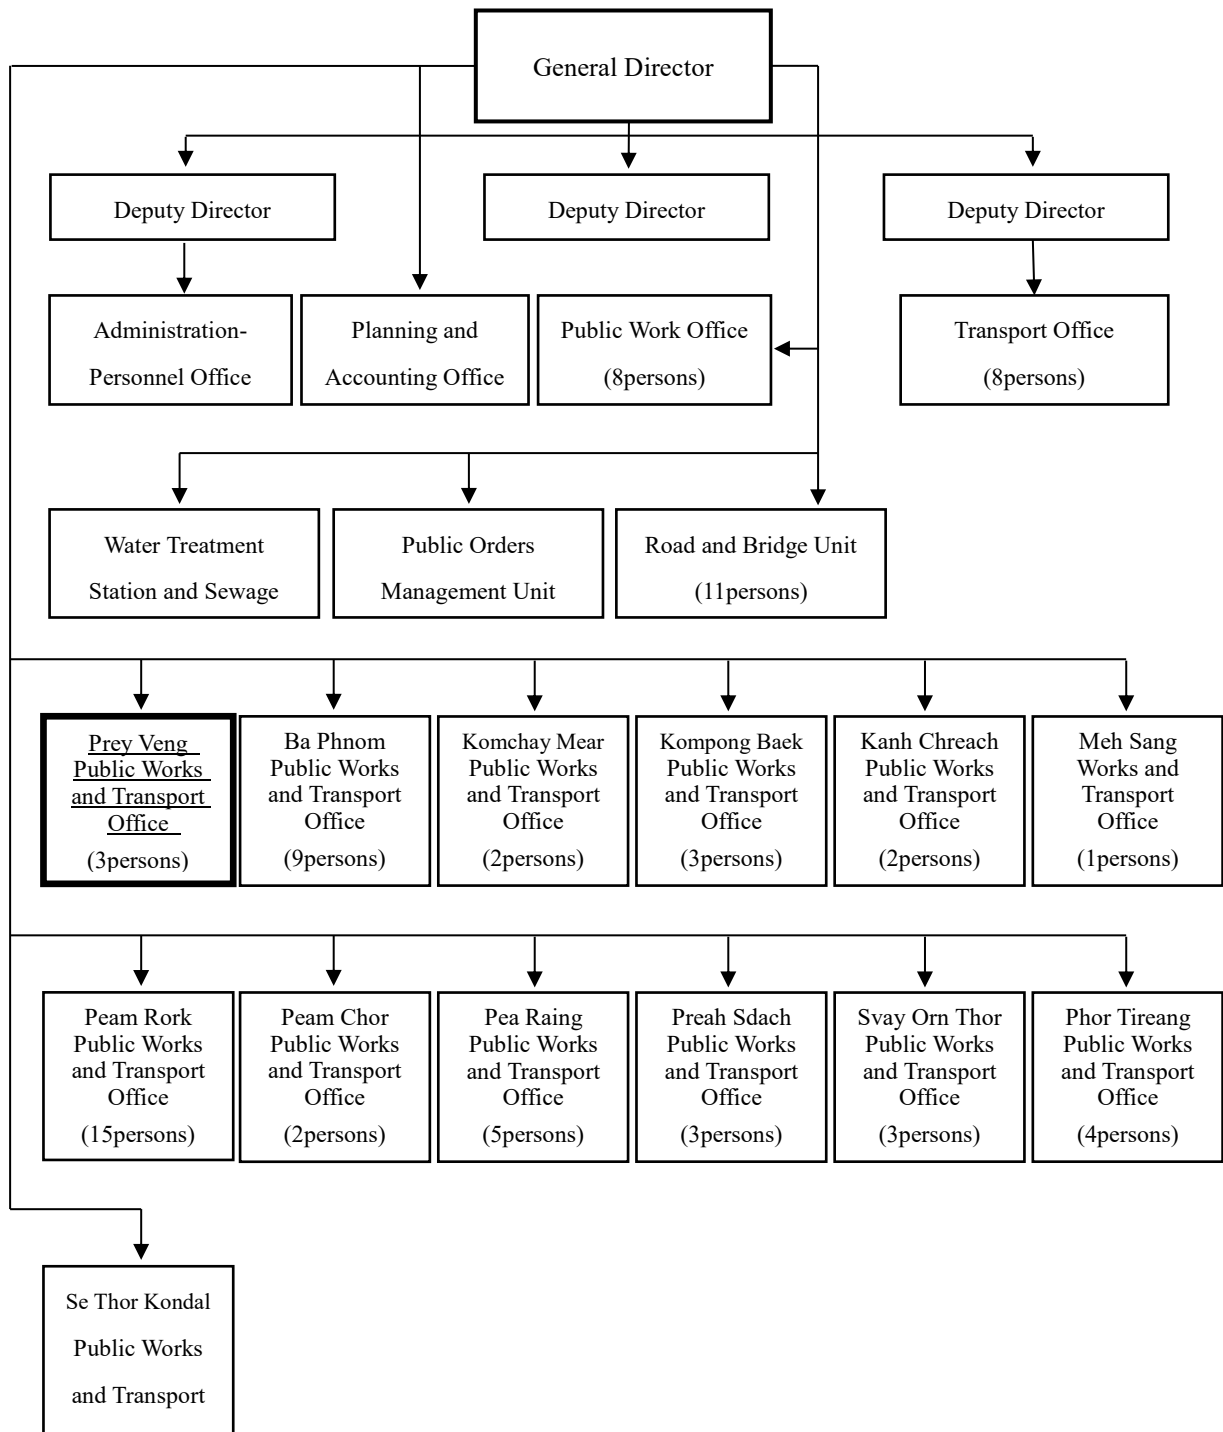 General Director
Deputy Director
Deputy Director
Deputy Director
Administration-
Personnel Office
Planning and
Accounting Office
Public Work Office
(8persons)
Transport Office
(8persons)
Water Treatment
Station and Sewage
Public Orders
Management Unit
Road and Bridge Unit
(11persons)
Prey Veng
Public Works
and Transport
Office
(3persons)
Ba Phnom
Public Works
and Transport
Office
(9persons)
Komchay Mear
Public Works
and Transport
Office
(2persons)
Kompong Baek
Public Works
and Transport
Office
(3persons)
Kanh Chreach
Public Works
and Transport
Office
(2persons)
Meh Sang
Works and
Transport
Office
(1persons)
Peam Rork
Public Works
and Transport
Office
(15persons)
Peam Chor
Public Works
and Transport
Office
(2persons)
Pea Raing
Public Works
and Transport
Office
(5persons)
Preah Sdach
Public Works
and Transport
Office
(3persons)
Svay Orn Thor
Public Works
and Transport
Office
(3persons)
Phor Tireang
Public Works
and Transport
Office
(4persons)
Se Thor Kondal
Public Works
and Transport